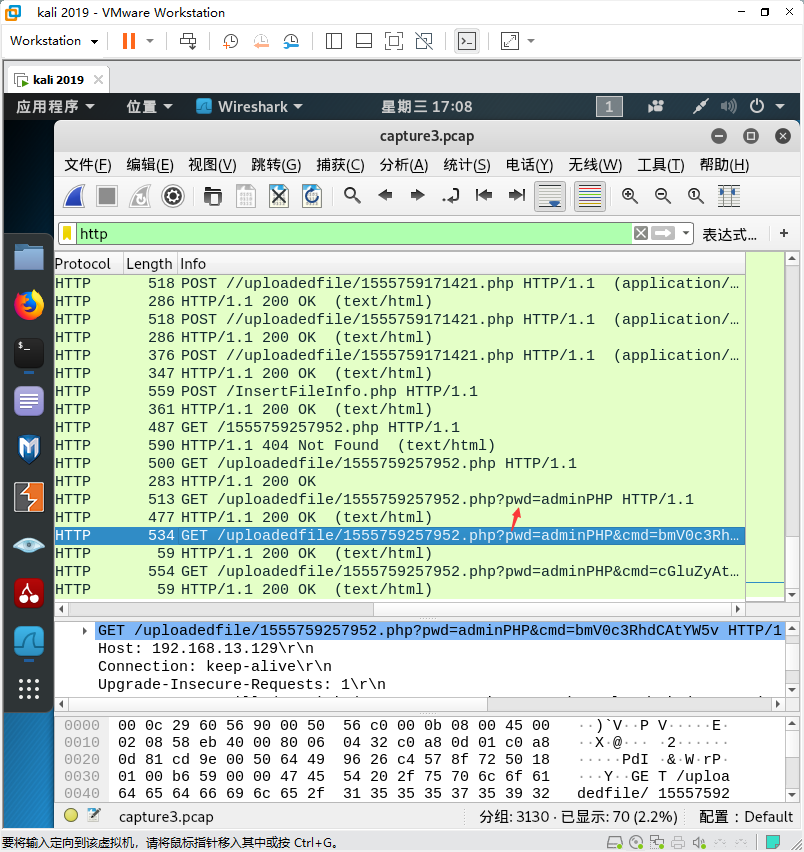 kali 2019 - VMware Workstation
Workstation
kali 2019
应用程序 位置 Wireshark 星期三 17:08 1
capture3.pcap
文件(F) 编辑(E) 视图(V) 跳转(G) 捕获(C) 分析(A) 统计(S) 电话(Y) 无线(W) 工具(T) 帮助(H)
http 表达式… +
Protocol Length Info
HTTP 518 POST //uploadedfile/1555759171421.php HTTP/1.1 (application/…
HTTP 286 HTTP/1.1 200 OK (text/html)
HTTP 518 POST //uploadedfile/1555759171421.php HTTP/1.1 (application/…
HTTP 286 HTTP/1.1 200 OK (text/html)
HTTP 376 POST //uploadedfile/1555759171421.php HTTP/1.1 (application/…
HTTP 347 HTTP/1.1 200 OK (text/html)
HTTP 559 POST /InsertFileInfo.php HTTP/1.1
HTTP 361 HTTP/1.1 200 OK (text/html)
HTTP 487 GET /1555759257952.php HTTP/1.1
HTTP 590 HTTP/1.1 404 Not Found (text/html)
HTTP 500 GET /uploadedfile/1555759257952.php HTTP/1.1
HTTP 283 HTTP/1.1 200 OK
HTTP 513 GET /uploadedfile/1555759257952.php?pwd=adminPHP HTTP/1.1
HTTP 477 HTTP/1.1 200 OK (text/html)
HTTP 534 GET /uploadedfile/1555759257952.php?pwd=adminPHP&cmd=bmV0c3Rh…
HTTP 59 HTTP/1.1 200 OK (text/html)
HTTP 554 GET /uploadedfile/1555759257952.php?pwd=adminPHP&cmd=cGluZyAt…
HTTP 59 HTTP/1.1 200 OK (text/html)
GET /uploadedfile/1555759257952.php?pwd=adminPHP&cmd=bmV0c3RhdCAtYW5v HTTP/1
Host: 192.168.13.129\r\n
Connection: keep-alive\r\n
Upgrade-Insecure-Requests: 1\r\n
0000 00 0c 29 60 56 90 00 50 56 c0 00 0b 08 00 45 00 ··)`V··P V·····E·
0010 02 08 58 eb 40 00 80 06 04 32 c0 a8 0d 01 c0 a8 ··X·@··· ·2······
0020 0d 81 cd 9e 00 50 64 49 96 26 c4 57 8f 72 50 18 ·····PdI ·&·W·rP·
0030 01 00 b6 59 00 00 47 45 54 20 2f 75 70 6c 6f 61 ···Y··GE T /uploa
0040 64 65 64 66 69 6c 65 2f 31 35 35 35 37 35 39 32 dedfile/ 15557592
capture3.pcap 分组: 3130 · 已显示: 70 (2.2%) 配置：Default
要将输入定向到该虚拟机，请将鼠标指针移入其中或按 Ctrl+G。